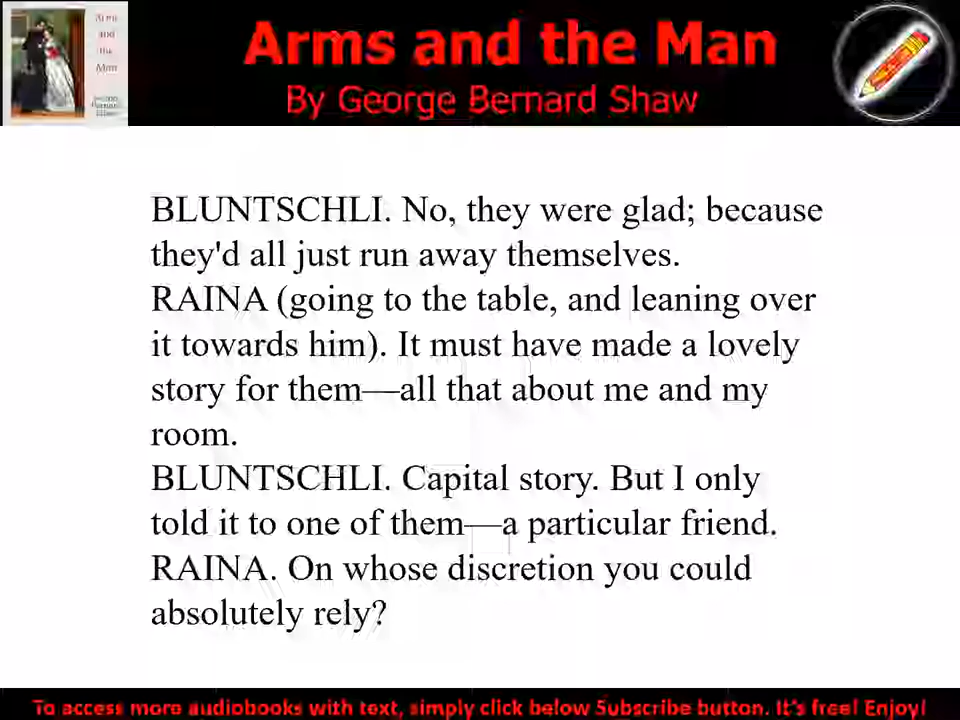 Arms
and
the
Man
Arms and the Man
By George Bernard Shaw
BLUNTSCHLI. No, they were glad; because
they'd all just run away themselves.
RAINA (going to the table, and leaning over
it towards him). It must have made a lovely
story for them—all that about me and my
room.
BLUNTSCHLI. Capital story. But I only
told it to one of them—a particular friend.
RAINA. On whose discretion you could
absolutely rely?
To access more audiobooks with text, simply click below Subscribe button. It's free! Enjoy!